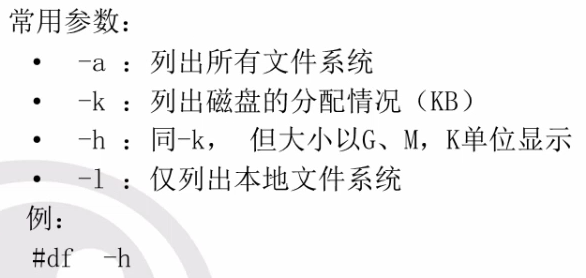 常用参数：
• -a ：列出所有文件系统
• -k ：列出磁盘的分配情况（KB）
• -h ：同-k， 但大小以G、M，K单位显示
• -l ：仅列出本地文件系统
例：
#df -h